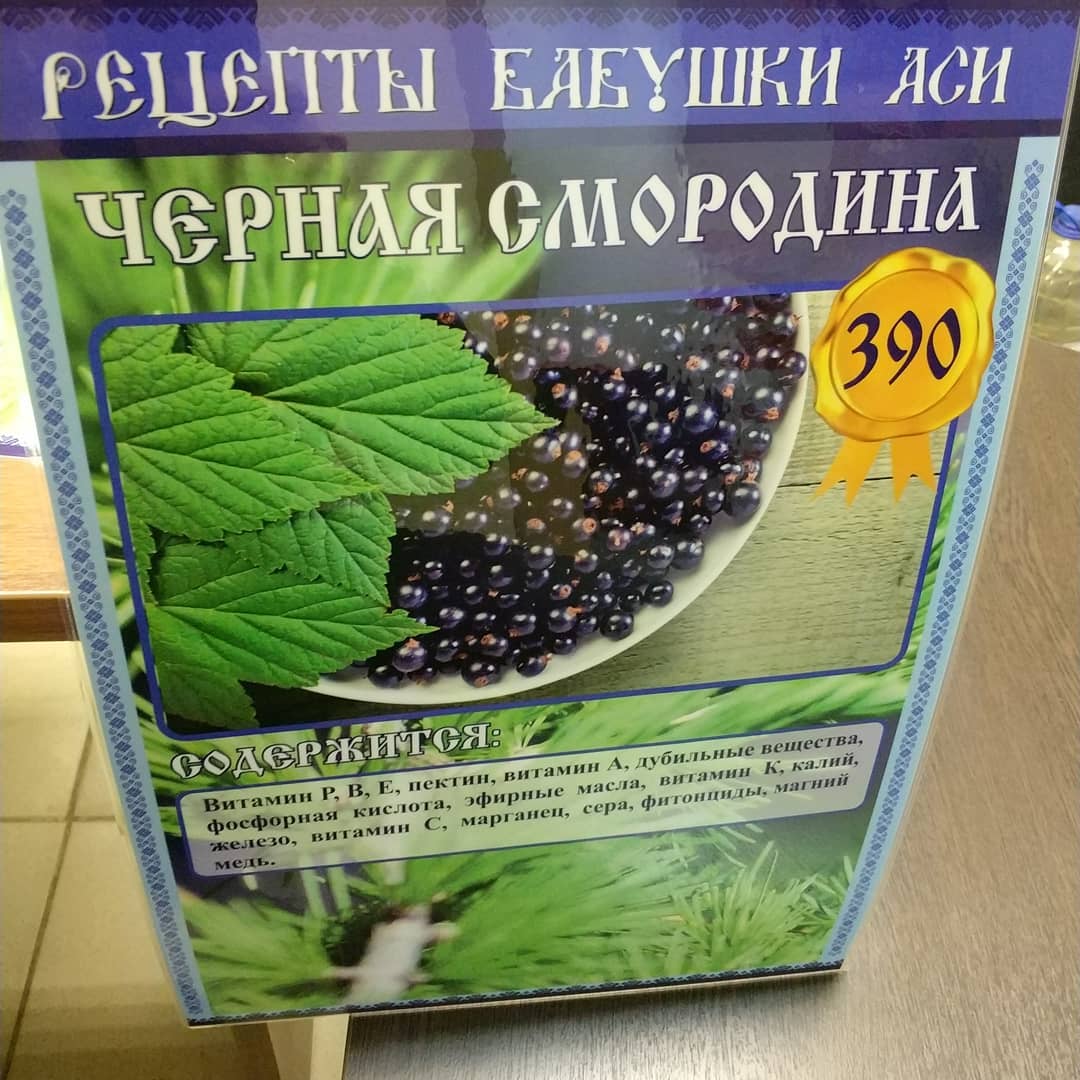 РЕЦЕПТЫ БАБУШКИ АСИ
ЧЕРНАЯ СМОРОДИНА
390
СОДЕРЖИТСЯ:
Витамин Р, В, Е, пектин, витамин А, дубильные вещества,
фосфорная кислота, эфирные масла, витамин К, калий,
железо, витамин С, марганец, сера, фитонциды, магний
медь.